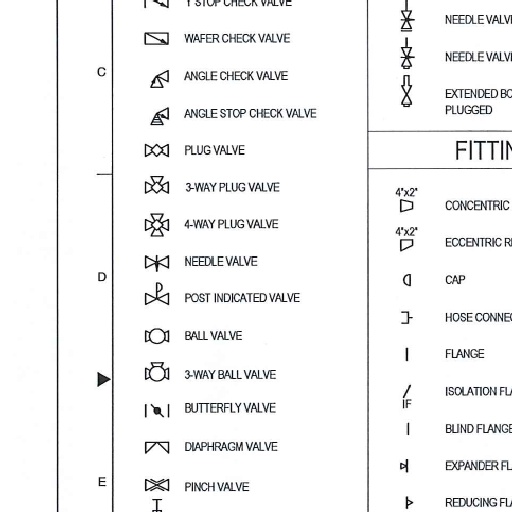 Y STOP CHECK VALVE
WAFER CHECK VALVE
C
ANGLE CHECK VALVE
ANGLE STOP CHECK VALVE
PLUG VALVE
3-WAY PLUG VALVE
4-WAY PLUG VALVE
NEEDLE VALVE
D
POST INDICATED VALVE
P
BALL VALVE
3-WAY BALL VALVE
BUTTERFLY VALVE
DIAPHRAGM VALVE
E
PINCH VALVE
NEEDLE VALV
NEEDLE VALV
EXTENDED BO
PLUGGED
FITTIN
4"x2"
CONCENTRIC
4"x2"
ECCENTRIC R
CAP
HOSE CONNEC
FLANGE
ISOLATION FLA
IF
BLIND FLANGE
EXPANDER FL
REDUCING FLA